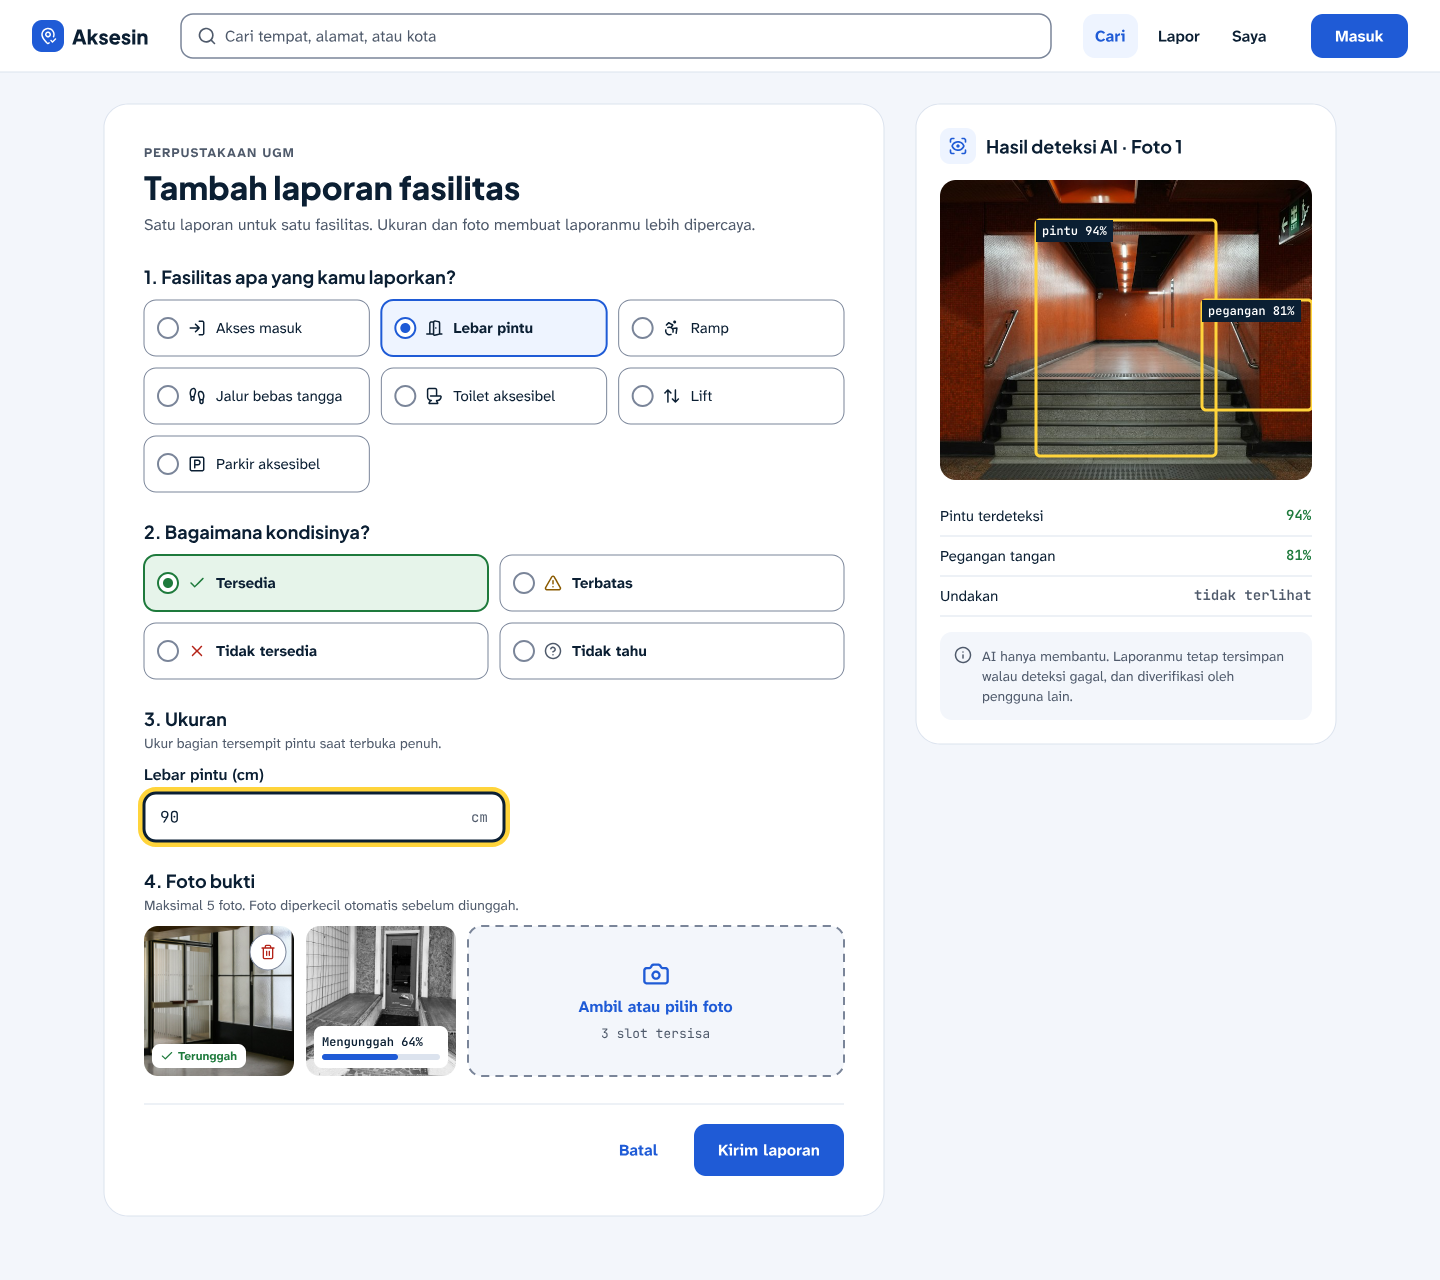 Aksesin
Cari tempat, alamat, atau kota
Cari
Lapor
Saya
Masuk
PERPUSTAKAAN UGM
Tambah laporan fasilitas
Satu laporan untuk satu fasilitas. Ukuran dan foto membuat laporanmu lebih dipercaya.
1. Fasilitas apa yang kamu laporkan?
Akses masuk
Lebar pintu
Ramp
Jalur bebas tangga
Toilet aksesibel
Lift
Parkir aksesibel
2. Bagaimana kondisinya?
Tersedia
Terbatas
Tidak tersedia
Tidak tahu
3. Ukuran
Ukur bagian tersempit pintu saat terbuka penuh.
Lebar pintu (cm)
90 cm
4. Foto bukti
Maksimal 5 foto. Foto diperkecil otomatis sebelum diunggah.
Terunggah
Mengunggah 64%
Ambil atau pilih foto
3 slot tersisa
Batal
Kirim laporan
Hasil deteksi AI · Foto 1
pintu 94%
pegangan 81%
Pintu terdeteksi 94%
Pegangan tangan 81%
Undakan tidak terlihat
AI hanya membantu. Laporanmu tetap tersimpan
walau deteksi gagal, dan diverifikasi oleh
pengguna lain.